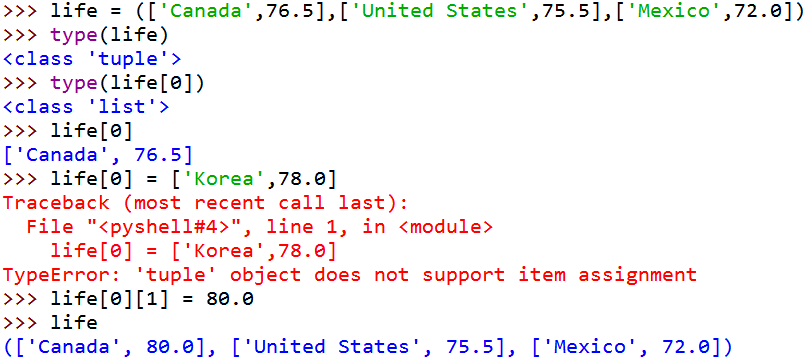 >>> life = (['Canada',76.5],['United States',75.5],['Mexico',72.0])
>>> type(life)
<class 'tuple'>
>>> type(life[0])
<class 'list'>
>>> life[0]
['Canada', 76.5]
>>> life[0] = ['Korea',78.0]
Traceback (most recent call last):
  File "<pyshell#4>", line 1, in <module>
    life[0] = ['Korea',78.0]
TypeError: 'tuple' object does not support item assignment
>>> life[0][1] = 80.0
>>> life
(['Canada', 80.0], ['United States', 75.5], ['Mexico', 72.0])